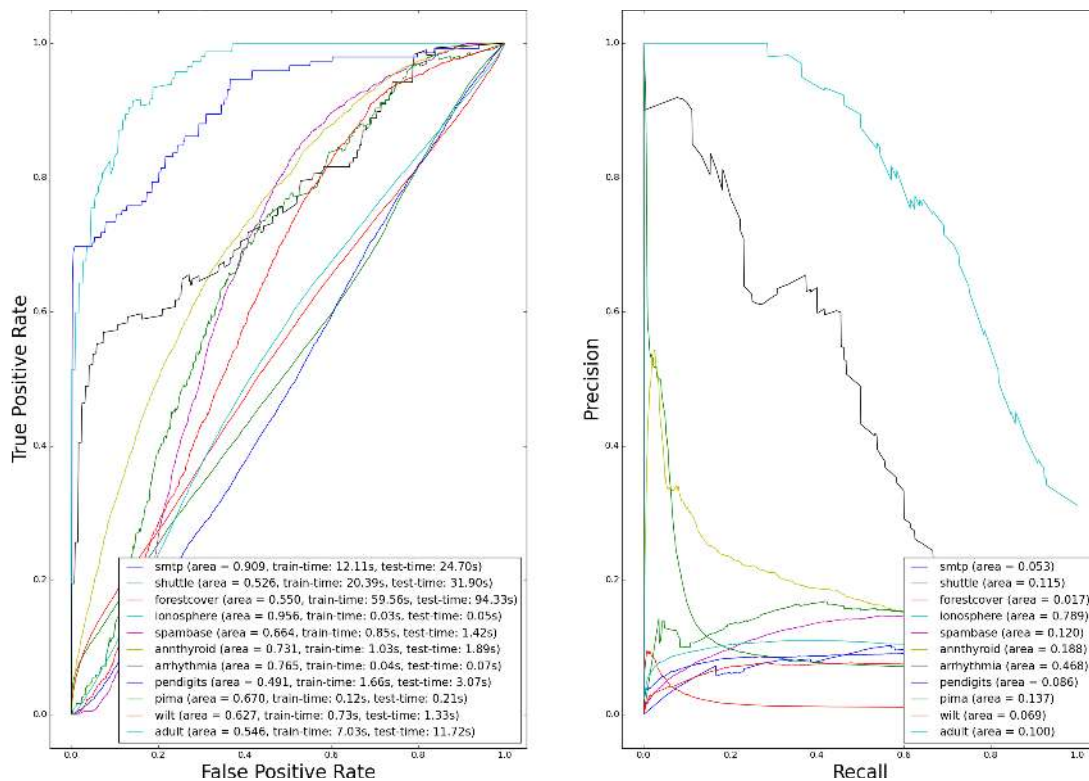 True Positive Rate
1.0
0.8
0.6
0.4
0.2
0.0
smtp (area = 0.909, train-time: 12.11s, test-time: 24.70s)
shuttle (area = 0.526, train-time: 20.39s, test-time: 31.90s)
forestcover (area = 0.550, train-time: 59.56s, test-time: 94.33s)
ionosphere (area = 0.956, train-time: 0.03s, test-time: 0.05s)
spambase (area = 0.664, train-time: 0.85s, test-time: 1.42s)
annthyroid (area = 0.731, train-time: 1.03s, test-time: 1.89s)
arrhythmia (area = 0.765, train-time: 0.04s, test-time: 0.07s)
pendigits (area = 0.491, train-time: 1.66s, test-time: 3.07s)
pima (area = 0.670, train-time: 0.12s, test-time: 0.21s)
wilt (area = 0.627, train-time: 0.73s, test-time: 1.33s)
adult (area = 0.546, train-time: 7.03s, test-time: 11.72s)
0.0 0.2 0.4 0.6 0.8 1.0
False Positive Rate
Precision
1.0
0.8
0.6
0.4
0.2
0.0
smtp (area = 0.053)
shuttle (area = 0.115)
forestcover (area = 0.017)
ionosphere (area = 0.789)
spambase (area = 0.120)
annthyroid (area = 0.188)
arrhythmia (area = 0.468)
pendigits (area = 0.086)
pima (area = 0.137)
wilt (area = 0.069)
adult (area = 0.100)
0.0 0.2 0.4 0.6 0.8 1.0
Recall